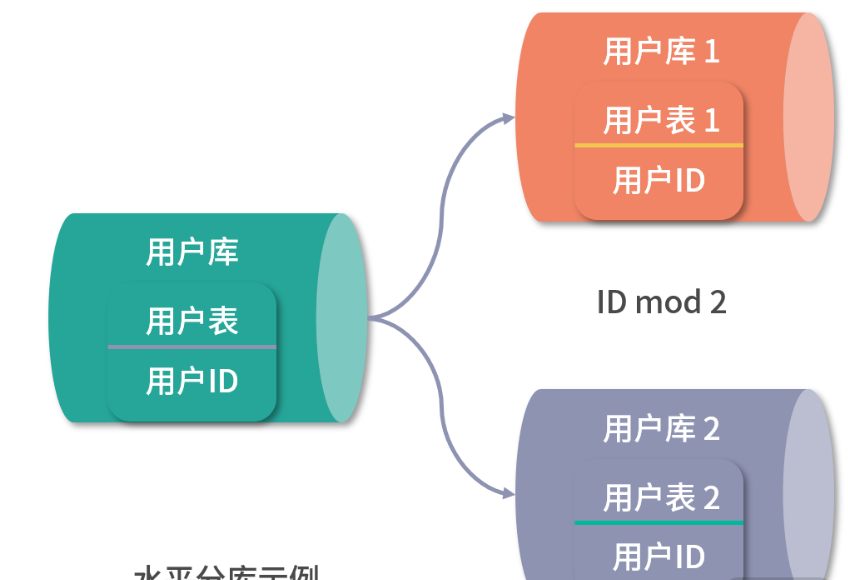 用户库
用户表
用户ID
用户库 1
用户表 1
用户ID
ID mod 2
用户库 2
用户表 2
用户ID
水平分库示例